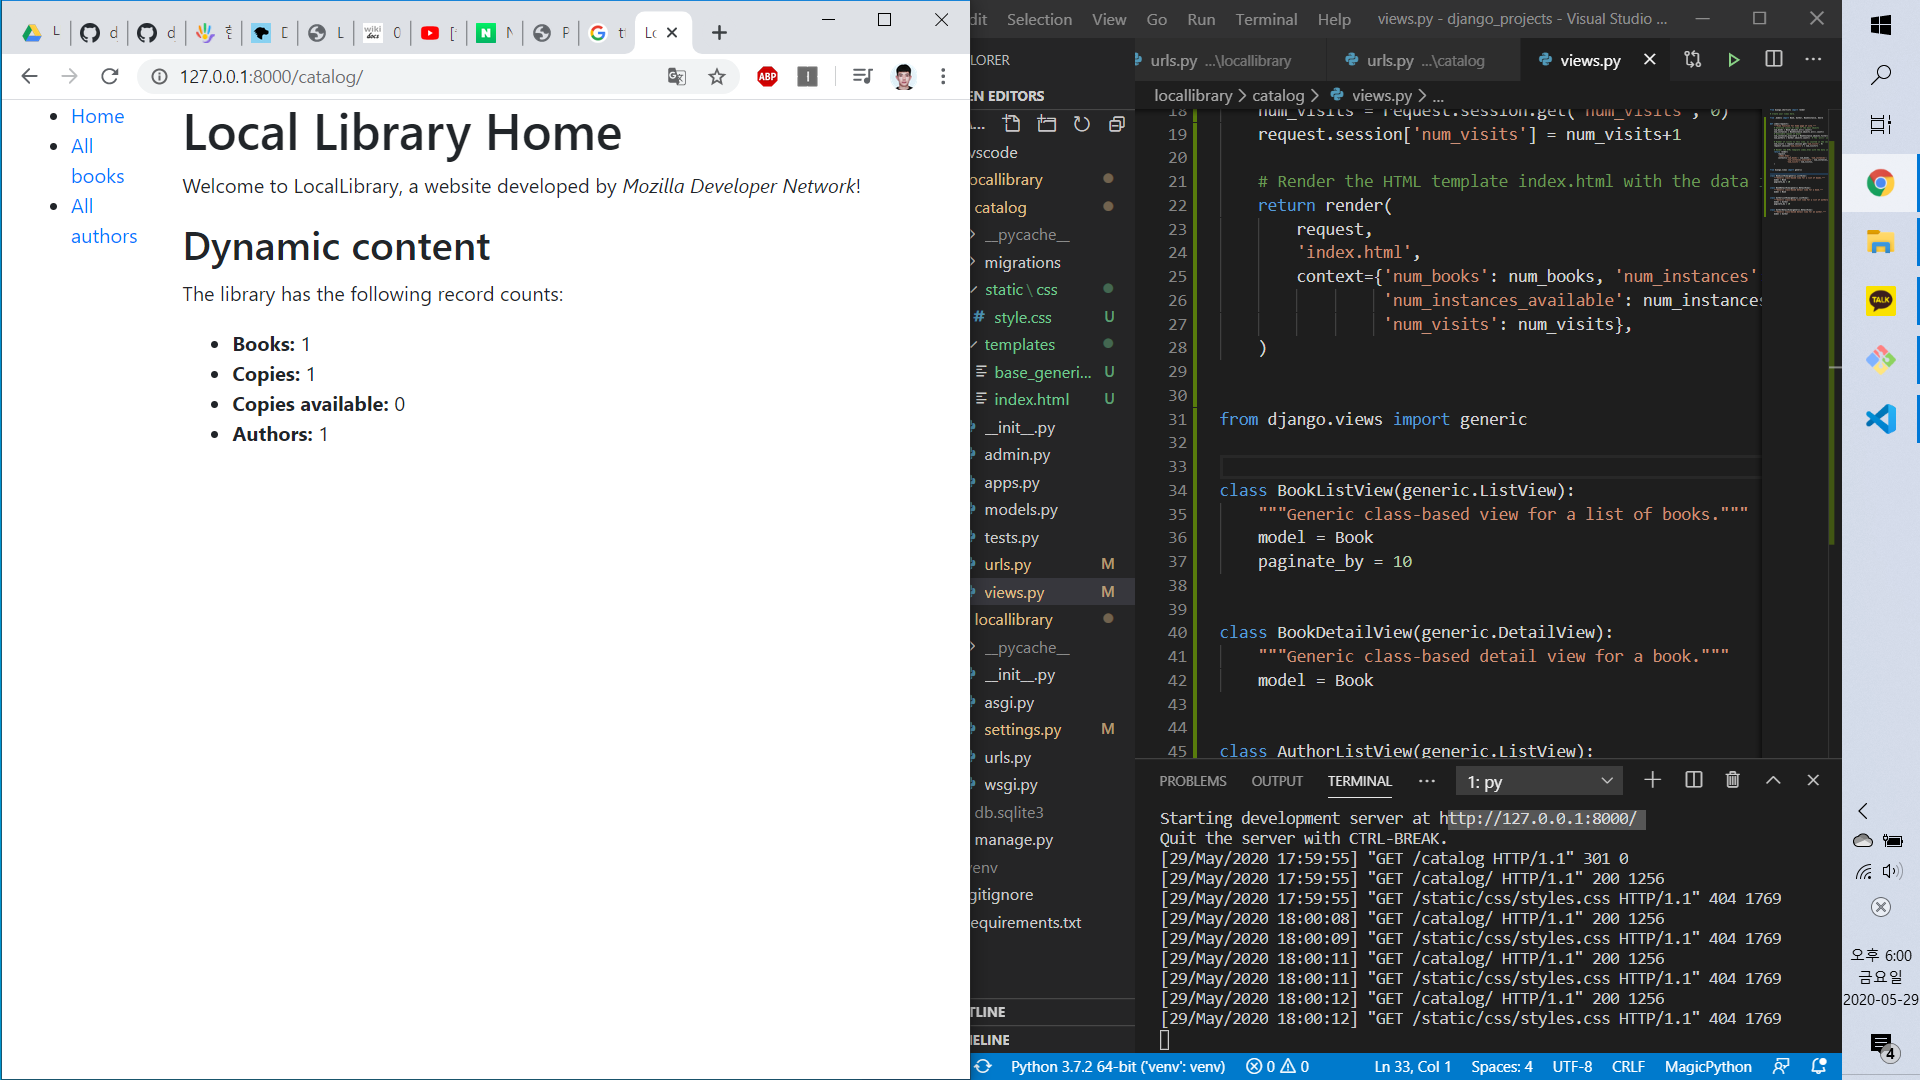 127.0.0.1:8000/catalog/
Home
All
books
All
authors
Local Library Home
Welcome to LocalLibrary, a website developed by Mozilla Developer Network!
Dynamic content
The library has the following record counts:
Books: 1
Copies: 1
Copies available: 0
Authors: 1
Selection View Go Run Terminal Help views.py - django_projects - Visual Studio ...
urls.py ...\locallibrary
urls.py ...\catalog
views.py
locallibrary > catalog > views.py > ...
EDITORS
catalog
__pycache__
migrations
static \ css
# style.css U
templates
base_generi... U
index.html U
__init__.py
admin.py
apps.py
models.py
tests.py
urls.py M
views.py M
locallibrary
__pycache__
__init__.py
asgi.py
settings.py M
urls.py
wsgi.py
db.sqlite3
manage.py
18 num_visits = request.session.get('num_visits', 0)
19 request.session['num_visits'] = num_visits+1
20
21 # Render the HTML template index.html with the data
22 return render(
23 request,
24 'index.html',
25 context={'num_books': num_books, 'num_instances'
26 'num_instances_available': num_instances
27 'num_visits': num_visits},
28 )
29
30
31 from django.views import generic
32
33
34 class BookListView(generic.ListView):
35 """Generic class-based view for a list of books."""
36 model = Book
37 paginate_by = 10
38
39
40 class BookDetailView(generic.DetailView):
41 """Generic class-based detail view for a book."""
42 model = Book
43
44
45 class AuthorListView(generic.ListView):
PROBLEMS OUTPUT TERMINAL ... 1: py
Starting development server at http://127.0.0.1:8000/
Quit the server with CTRL-BREAK.
[29/May/2020 17:59:55] "GET /catalog HTTP/1.1" 301 0
[29/May/2020 17:59:55] "GET /catalog/ HTTP/1.1" 200 1256
[29/May/2020 17:59:55] "GET /static/css/styles.css HTTP/1.1" 404 1769
[29/May/2020 18:00:08] "GET /catalog/ HTTP/1.1" 200 1256
[29/May/2020 18:00:09] "GET /static/css/styles.css HTTP/1.1" 404 1769
[29/May/2020 18:00:11] "GET /catalog/ HTTP/1.1" 200 1256
[29/May/2020 18:00:11] "GET /static/css/styles.css HTTP/1.1" 404 1769
[29/May/2020 18:00:12] "GET /catalog/ HTTP/1.1" 200 1256
[29/May/2020 18:00:12] "GET /static/css/styles.css HTTP/1.1" 404 1769
Python 3.7.2 64-bit ('venv': venv) 0 0 Ln 33, Col 1 Spaces: 4 UTF-8 CRLF MagicPython
ABP
TALK
오후 6:00
금요일
2020-05-29
4